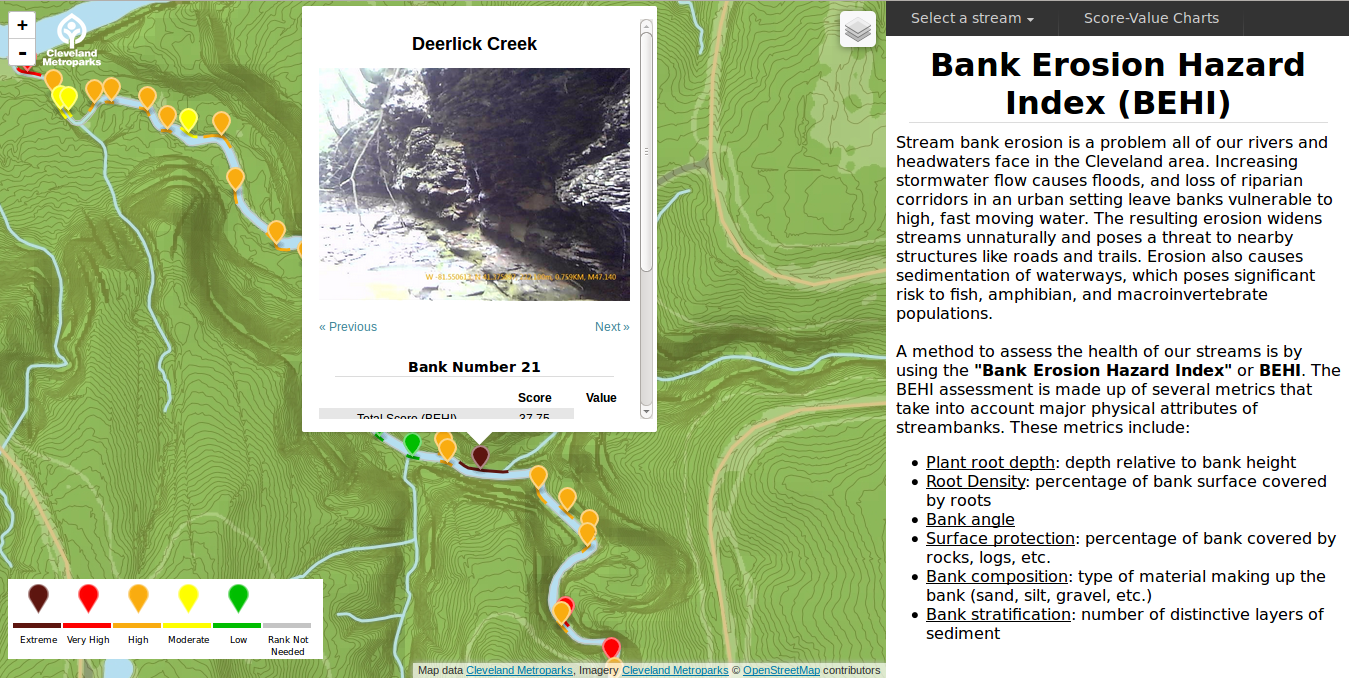 +
-
Cleveland
Metroparks
Deerlick Creek
« Previous
Next »
Bank Number 21
Score Value
Total Score (BEHI) 37.75
Extreme
Very High
High
Moderate
Low
Rank Not
Needed
Map data Cleveland Metroparks, Imagery Cleveland Metroparks © OpenStreetMap contributors
Select a stream
Score-Value Charts
Bank Erosion Hazard
Index (BEHI)
Stream bank erosion is a problem all of our rivers and
headwaters face in the Cleveland area. Increasing
stormwater flow causes floods, and loss of riparian
corridors in an urban setting leave banks vulnerable to
high, fast moving water. The resulting erosion widens
streams unnaturally and poses a threat to nearby
structures like roads and trails. Erosion also causes
sedimentation of waterways, which poses significant
risk to fish, amphibian, and macroinvertebrate
populations.
A method to assess the health of our streams is by
using the "Bank Erosion Hazard Index" or BEHI. The
BEHI assessment is made up of several metrics that
take into account major physical attributes of
streambanks. These metrics include:
• Plant root depth: depth relative to bank height
• Root Density: percentage of bank surface covered
by roots
• Bank angle
• Surface protection: percentage of bank covered by
rocks, logs, etc.
• Bank composition: type of material making up the
bank (sand, silt, gravel, etc.)
• Bank stratification: number of distinctive layers of
sediment